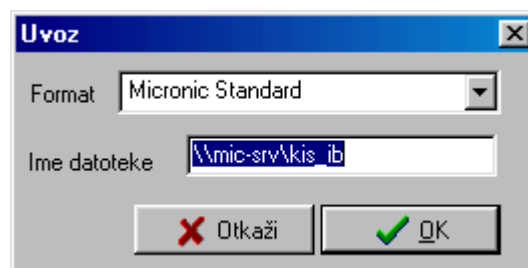 Uvoz
Format Micronic Standard
Ime datoteke \\mic-srv\kis_ib
Otkaži OK